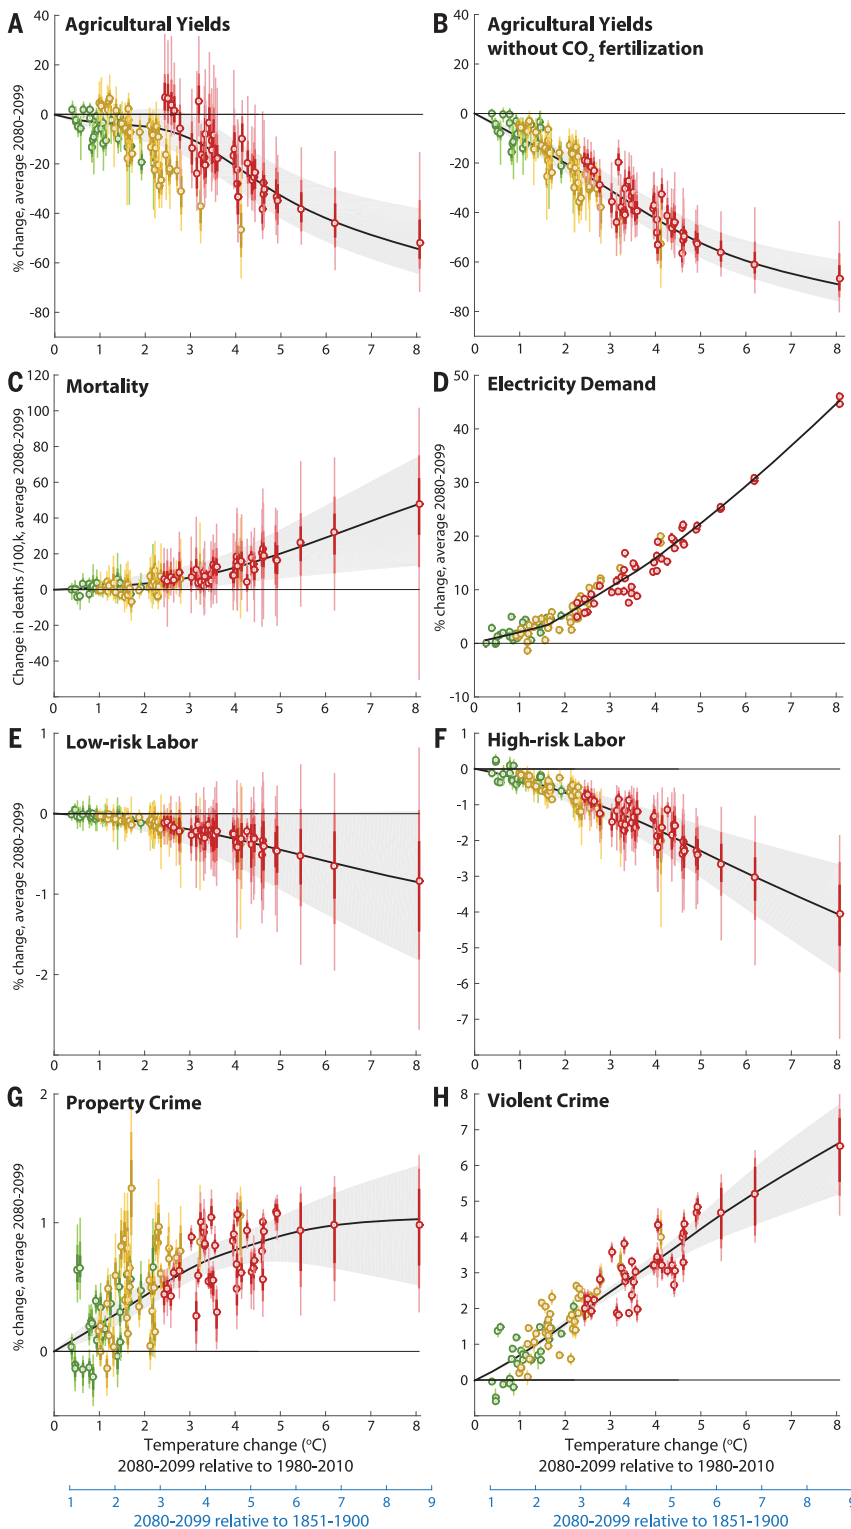 A Agricultural Yields
% change, average 2080-2099
40
20
0
-20
-40
-60
-80
0 1 2 3 4 5 6 7 8
B Agricultural Yields
without CO2 fertilization
40
20
0
-20
-40
-60
-80
0 1 2 3 4 5 6 7 8
C Mortality
Change in deaths /100,k, average 2080-2099
120
100
80
60
40
20
0
-20
-40
0 1 2 3 4 5 6 7 8
D Electricity Demand
% change, average 2080-2099
50
40
30
20
10
0
-10
0 1 2 3 4 5 6 7 8
E Low-risk Labor
% change, average 2080-2099
1
0
-1
-2
0 1 2 3 4 5 6 7 8
F High-risk Labor
1
0
-1
-2
-3
-4
-5
-6
-7
0 1 2 3 4 5 6 7 8
G Property Crime
% change, average 2080-2099
2
1
0
0 1 2 3 4 5 6 7 8
Temperature change (°C)
2080-2099 relative to 1980-2010
1 2 3 4 5 6 7 8 9
2080-2099 relative to 1851-1900
H Violent Crime
8
7
6
5
4
3
2
1
0
0 1 2 3 4 5 6 7 8
Temperature change (°C)
2080-2099 relative to 1980-2010
1 2 3 4 5 6 7 8 9
2080-2099 relative to 1851-1900